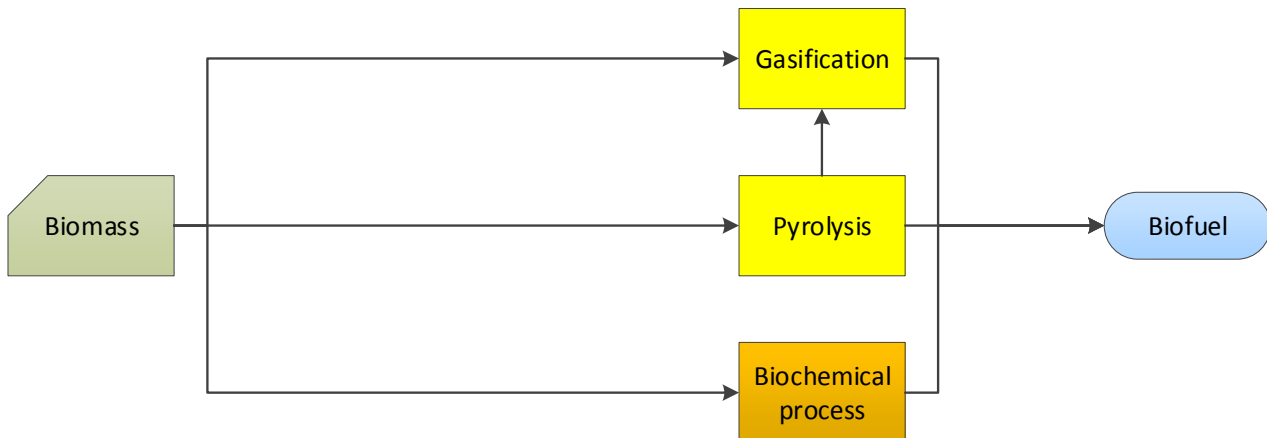 Gasification
Biomass
Pyrolysis
Biofuel
Biochemical
process